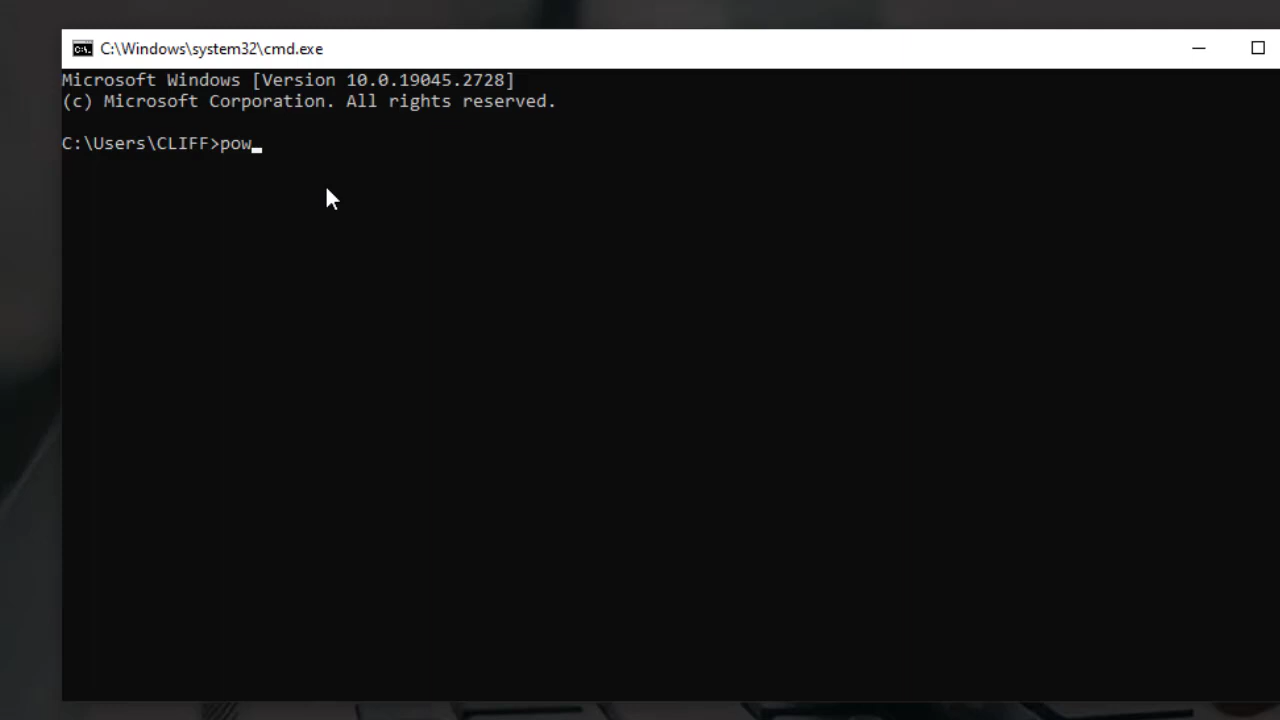 C:\Windows\system32\cmd.exe
Microsoft Windows [Version 10.0.19045.2728]
(c) Microsoft Corporation. All rights reserved.
C:\Users\CLIFF>pow